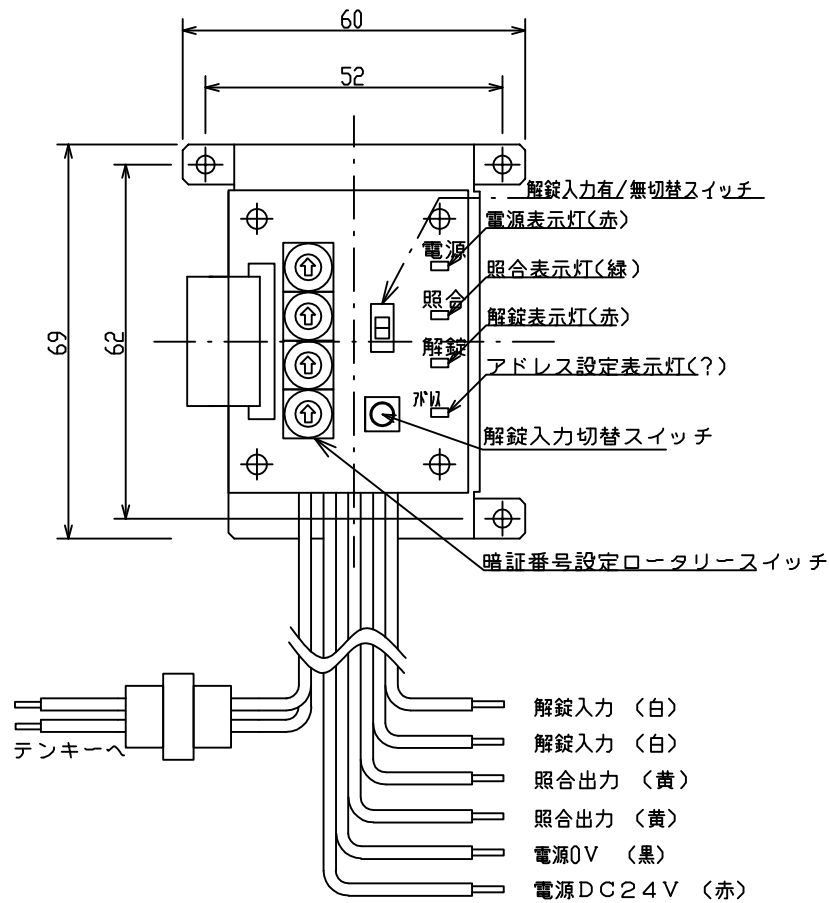 60
52
解錠入力有/無切替スイッチ
電源表示灯(赤)
電源
照合表示灯(緑)
照合
解錠表示灯(赤)
69
62
解錠
アドレス設定表示灯(?)
ｱﾄﾞﾚｽ
解錠入力切替スイッチ
暗証番号設定ロータリースイッチ
テンキーへ
解錠入力 (白)
解錠入力 (白)
照合出力 (黄)
照合出力 (黄)
電源0V (黒)
電源DC24V (赤)